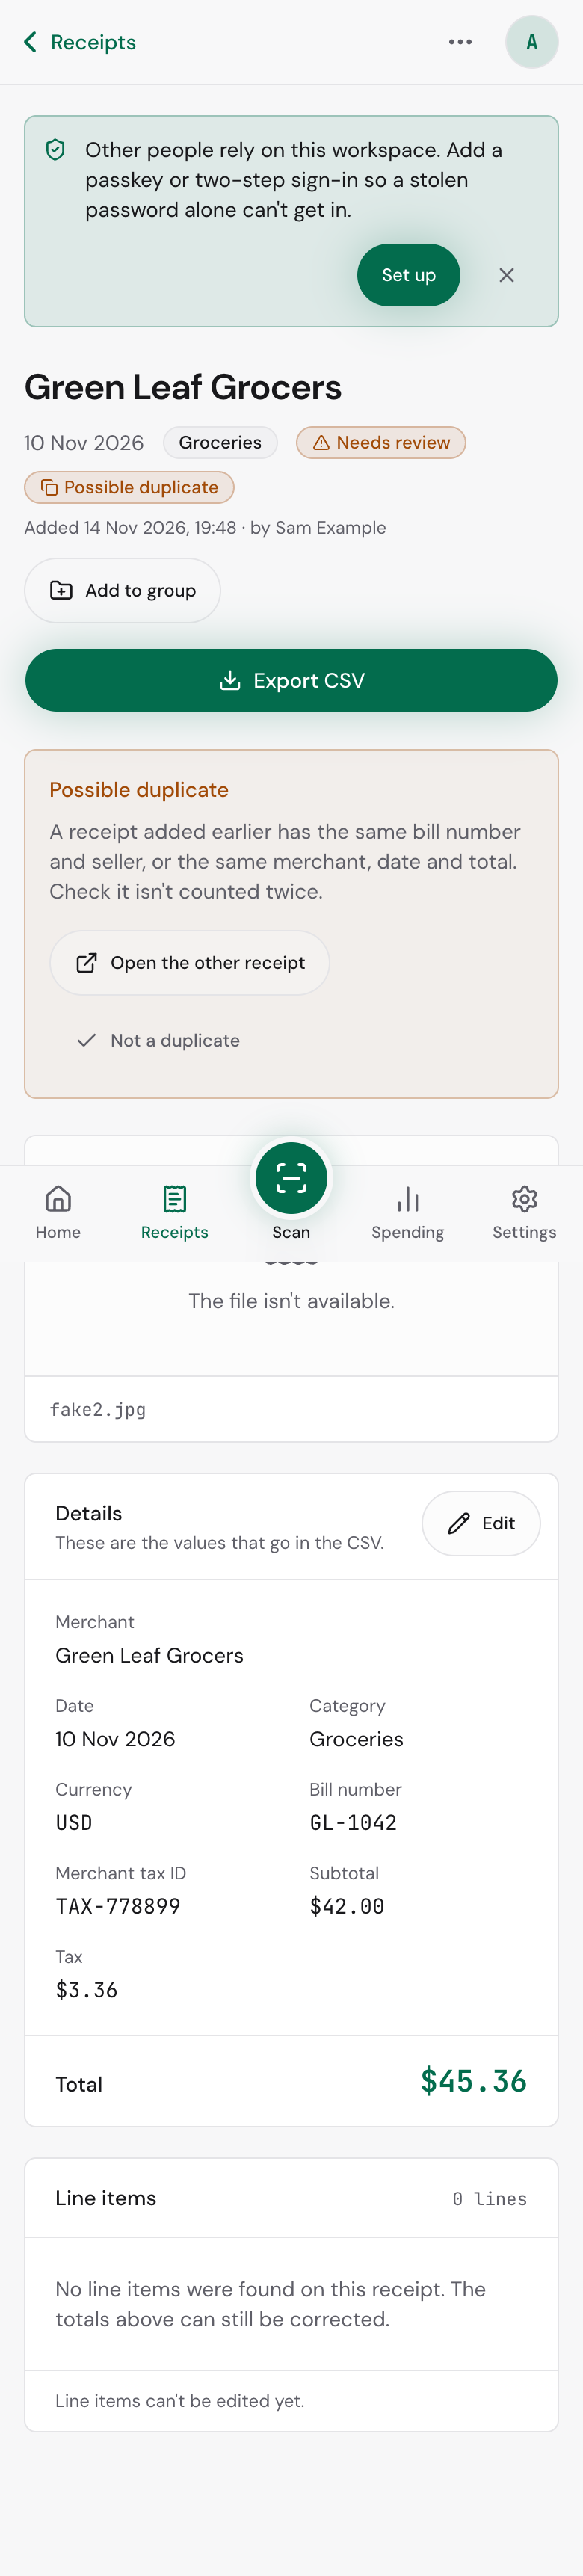 Receipts
A
Other people rely on this workspace. Add a
passkey or two-step sign-in so a stolen
password alone can't get in.
Set up
Green Leaf Grocers
10 Nov 2026 Groceries Needs review
Possible duplicate
Added 14 Nov 2026, 19:48 · by Sam Example
Add to group
Export CSV
Possible duplicate
A receipt added earlier has the same bill number
and seller, or the same merchant, date and total.
Check it isn't counted twice.
Open the other receipt
Not a duplicate
Home Receipts Scan Spending Settings
The file isn't available.
fake2.jpg
Details
These are the values that go in the CSV.
Edit
Merchant
Green Leaf Grocers
Date Category
10 Nov 2026 Groceries
Currency Bill number
USD GL-1042
Merchant tax ID Subtotal
TAX-778899 $42.00
Tax
$3.36
Total $45.36
Line items 0 lines
No line items were found on this receipt. The
totals above can still be corrected.
Line items can't be edited yet.